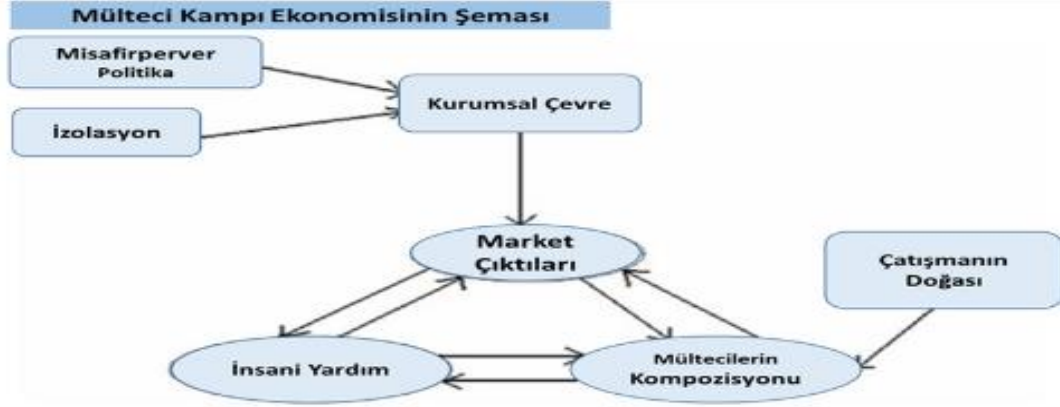 Mülteci Kampı Ekonomisinin Şeması
Misafirperver
Politika
Kurumsal Çevre
İzolasyon
Market
Çıktıları
Çatışmanın
Doğası
İnsani Yardım
Mültecilerin
Kompozisyonu